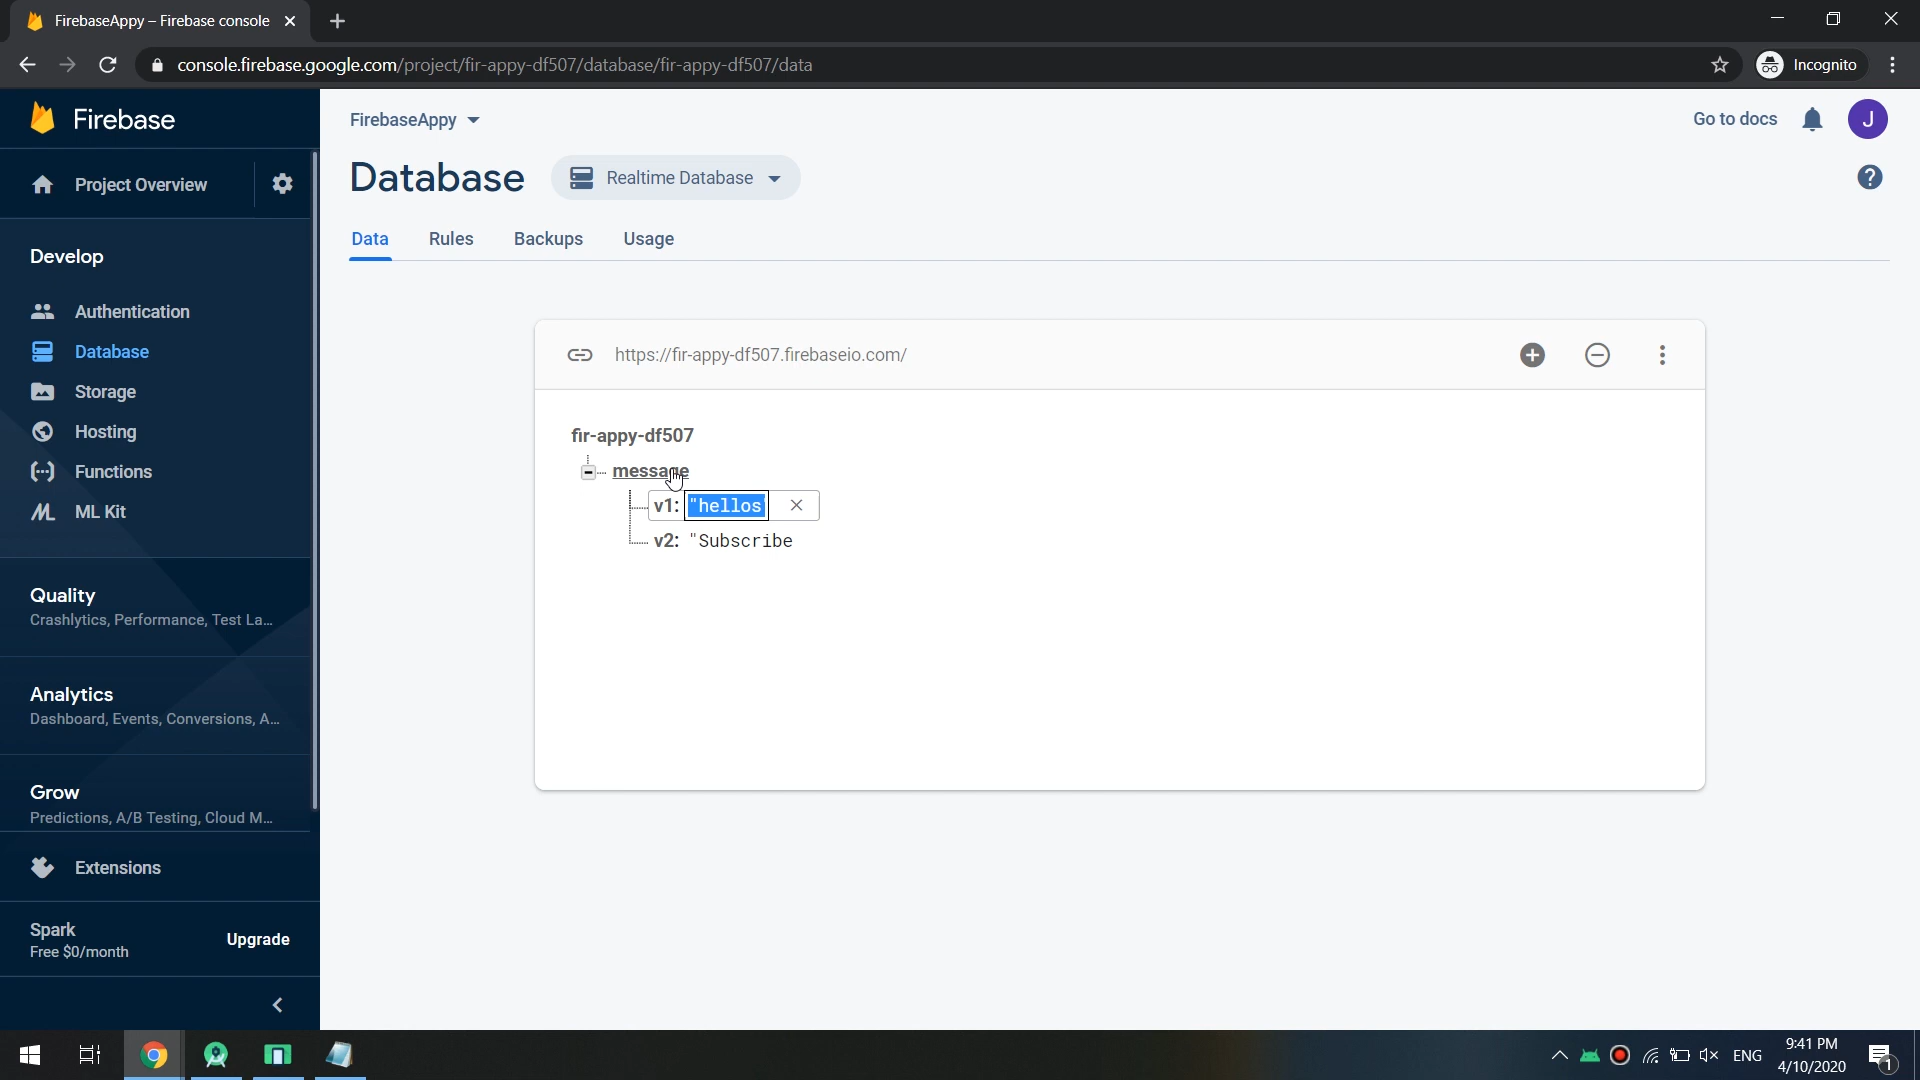 FirebaseAppy – Firebase console
console.firebase.google.com/project/fir-appy-df507/database/fir-appy-df507/data
Incognito
Firebase
FirebaseAppy
Go to docs
J
Project Overview
Database
Realtime Database
Data
Rules
Backups
Usage
Develop
Authentication
Database
Storage
Hosting
Functions
ML Kit
https://fir-appy-df507.firebaseio.com/
fir-appy-df507
message
v1: "hellos
v2: "Subscribe
Quality
Crashlytics, Performance, Test La...
Analytics
Dashboard, Events, Conversions, A...
Grow
Predictions, A/B Testing, Cloud M...
Extensions
Spark
Free $0/month
Upgrade
ENG
9:41 PM
4/10/2020
1